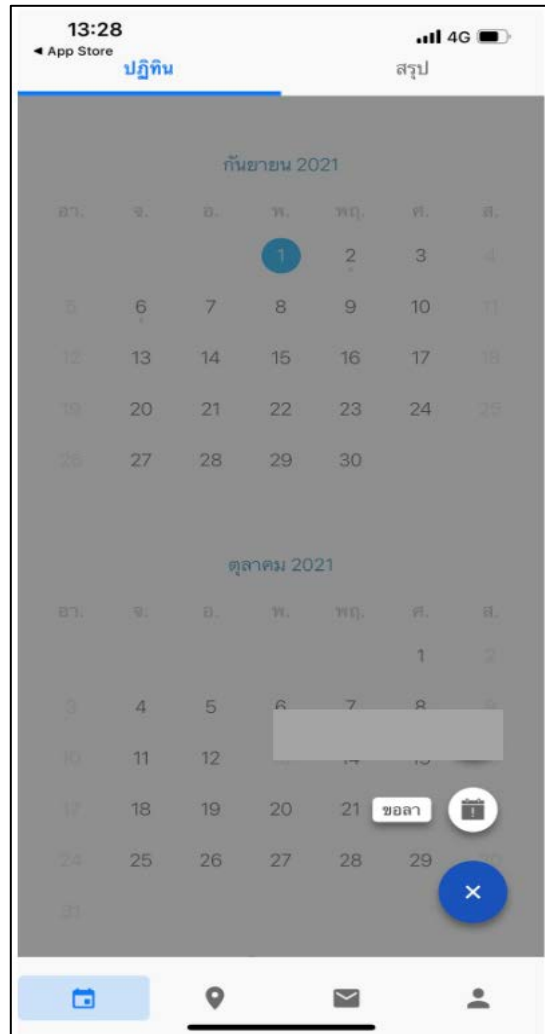 13:28
4G
◄ App Store
ปฏิทิน สรุป
กันยายน 2021
อา. จ. อ. พ. พฤ. ศ. ส.
1 2 3 4
5 6 7 8 9 10 11
12 13 14 15 16 17 18
19 20 21 22 23 24 25
26 27 28 29 30
ตุลาคม 2021
อา. จ. อ. พ. พฤ. ศ. ส.
1 2
3 4 5 6 7 8 9
10 11 12 14 15
17 18 19 20 21 ขอลา
24 25 26 27 28 29 30
31